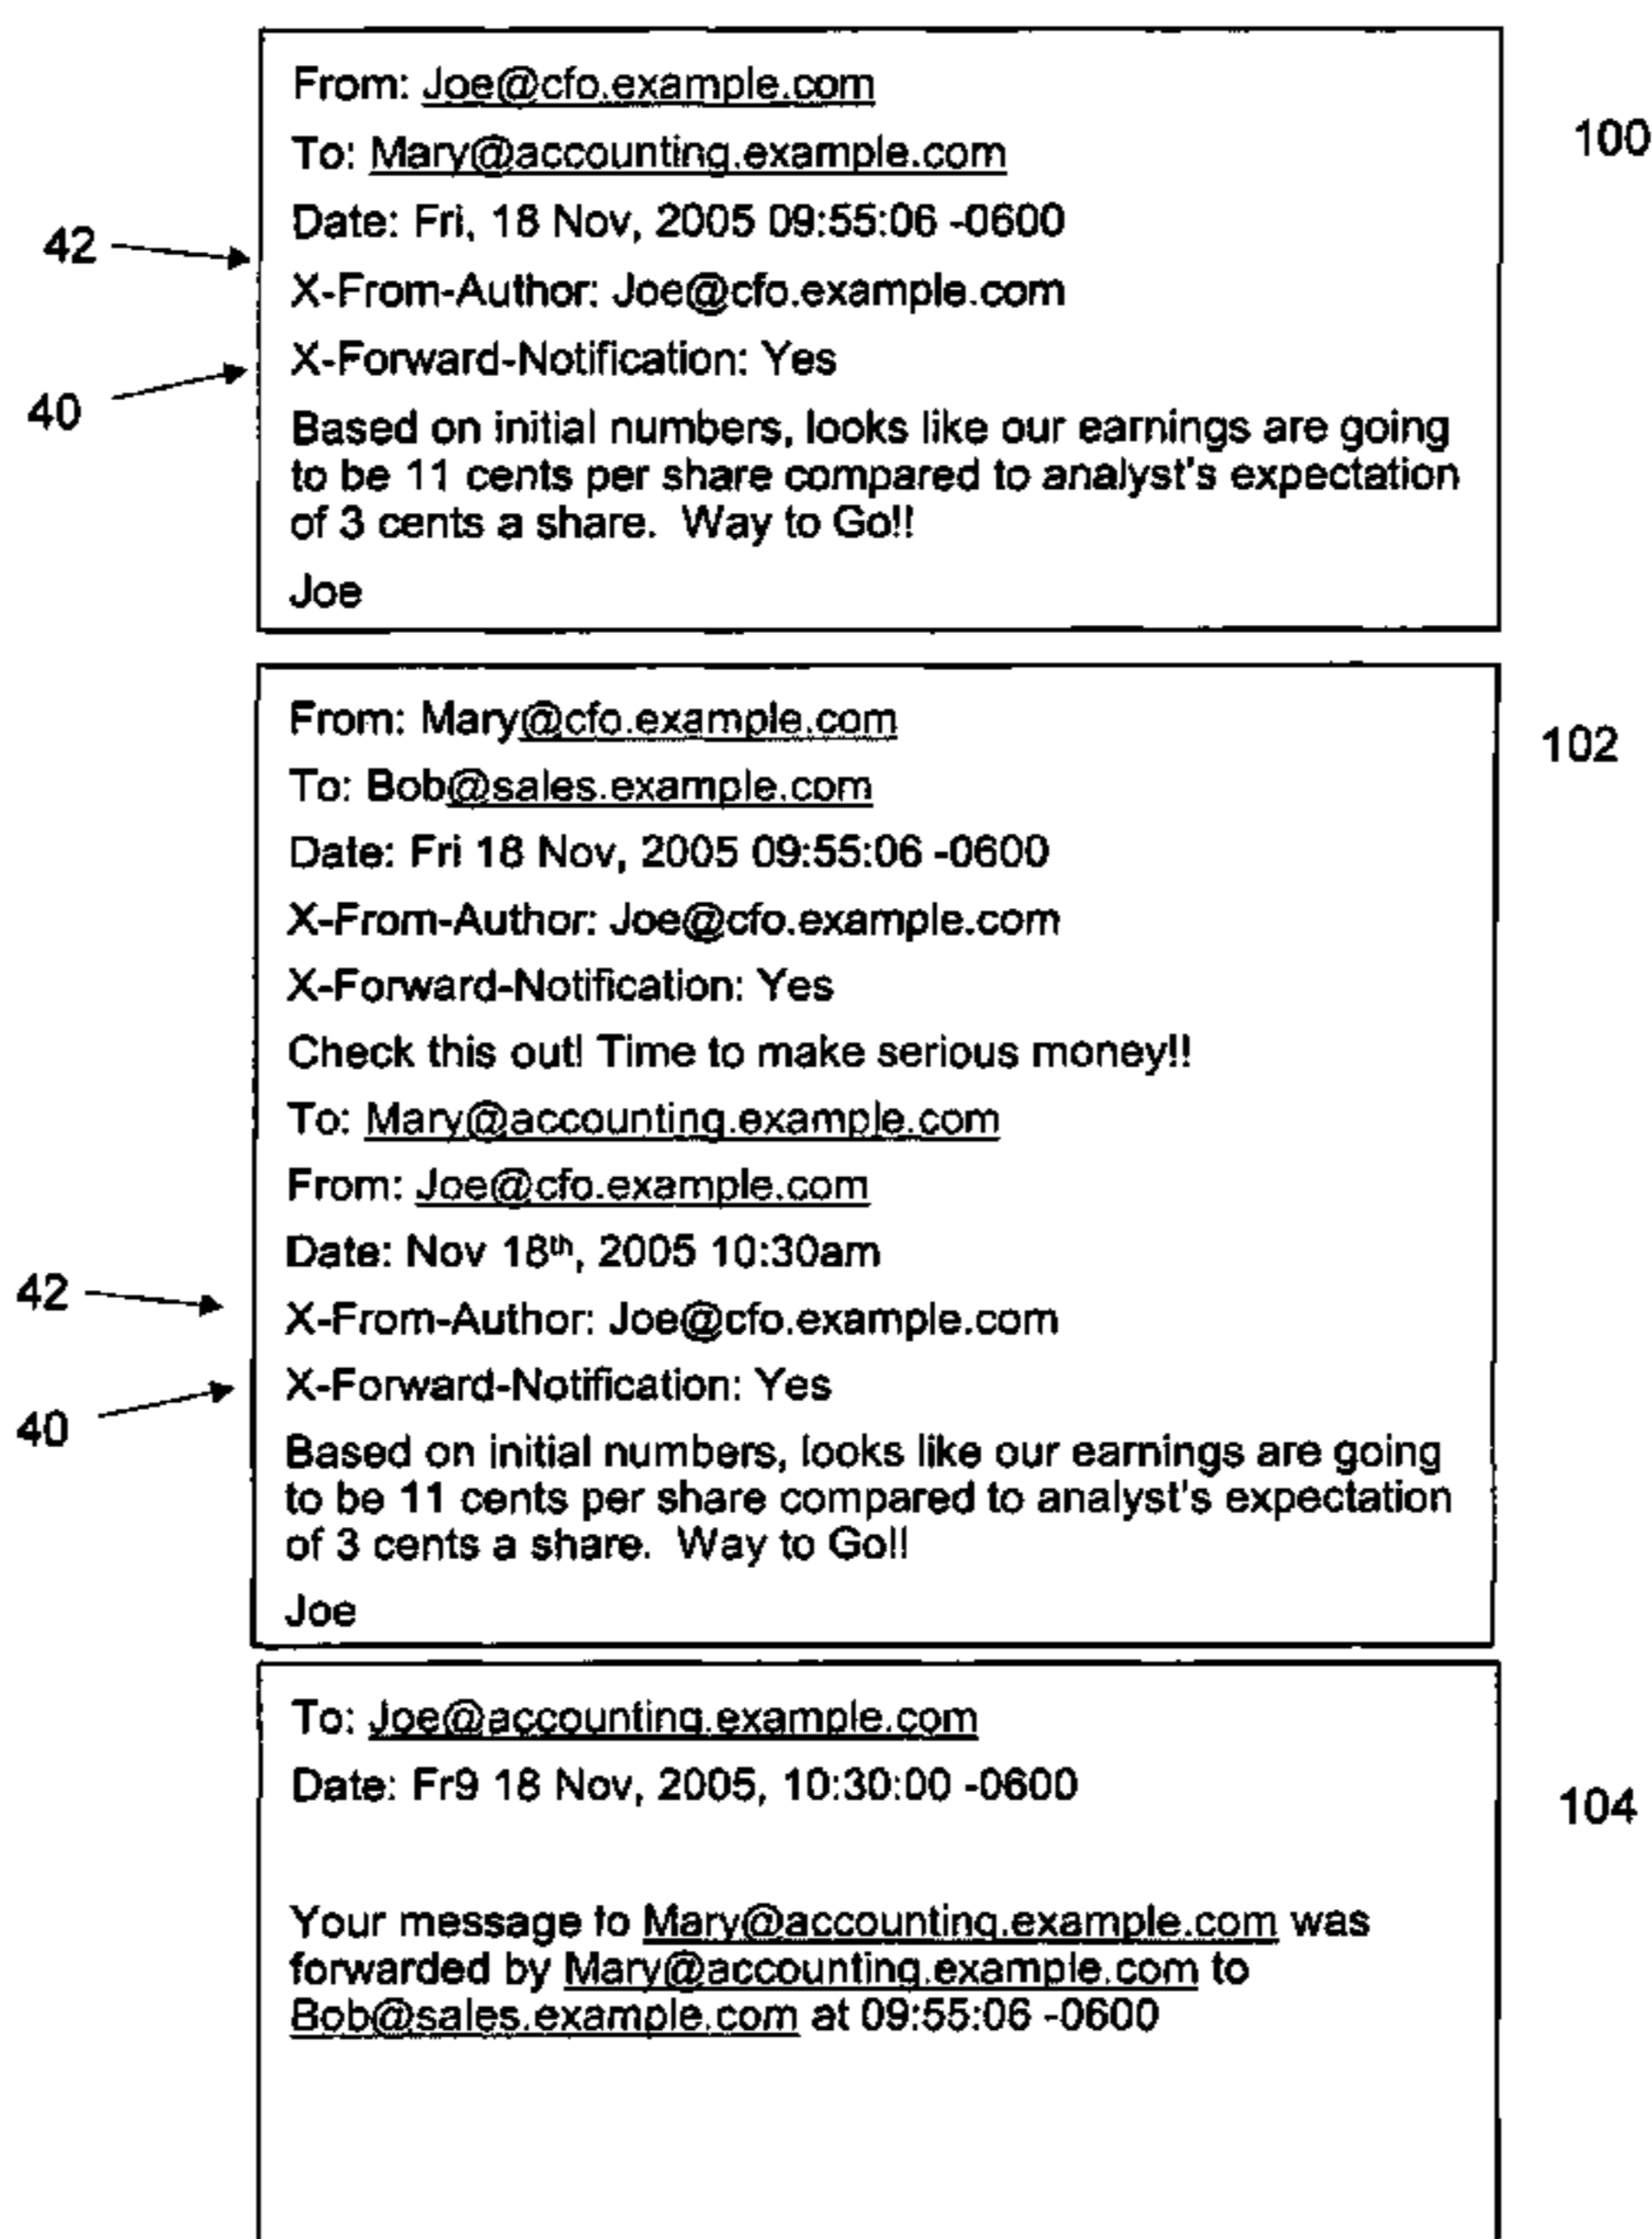 From: Joe@cfo.example.com
To: Mary@accounting.example.com
100
Date: Fri, 18 Nov, 2005 09:55:06 -0600
42
X-From-Author: Joe@cfo.example.com
X-Forward-Notification: Yes
40
Based on initial numbers, looks like our earnings are going
to be 11 cents per share compared to analyst's expectation
of 3 cents a share. Way to Go!!
Joe
From: Mary@cfo.example.com
102
To: Bob@sales.example.com
Date: Fri 18 Nov, 2005 09:55:06 -0600
X-From-Author: Joe@cfo.example.com
X-Forward-Notification: Yes
Check this out! Time to make serious money!!
To: Mary@accounting.example.com
From: Joe@cfo.example.com
Date: Nov 18th, 2005 10:30am
42
X-From-Author: Joe@cfo.example.com
X-Forward-Notification: Yes
40
Based on initial numbers, looks like our earnings are going
to be 11 cents per share compared to analyst's expectation
of 3 cents a share. Way to Go!!
Joe
To: Joe@accounting.example.com
Date: Fr9 18 Nov, 2005, 10:30:00 -0600
104
Your message to Mary@accounting.example.com was
forwarded by Mary@accounting.example.com to
Bob@sales.example.com at 09:55:06 -0600